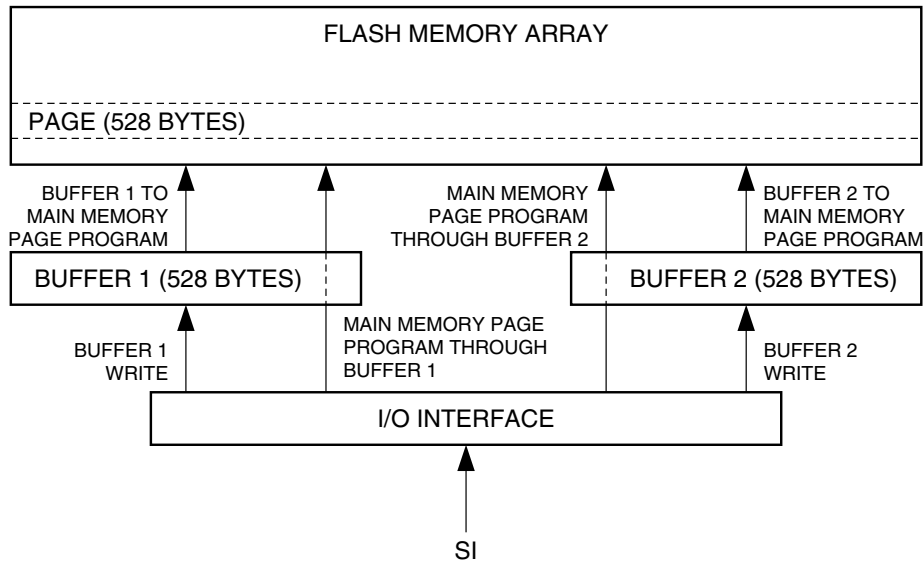 FLASH MEMORY ARRAY
PAGE (528 BYTES)
BUFFER 1 TO
MAIN MEMORY
PAGE PROGRAM
MAIN MEMORY
PAGE PROGRAM
THROUGH BUFFER 2
BUFFER 2 TO
MAIN MEMORY
PAGE PROGRAM
BUFFER 1 (528 BYTES)
BUFFER 2 (528 BYTES)
BUFFER 1
WRITE
MAIN MEMORY PAGE
PROGRAM THROUGH
BUFFER 1
BUFFER 2
WRITE
I/O INTERFACE
SI